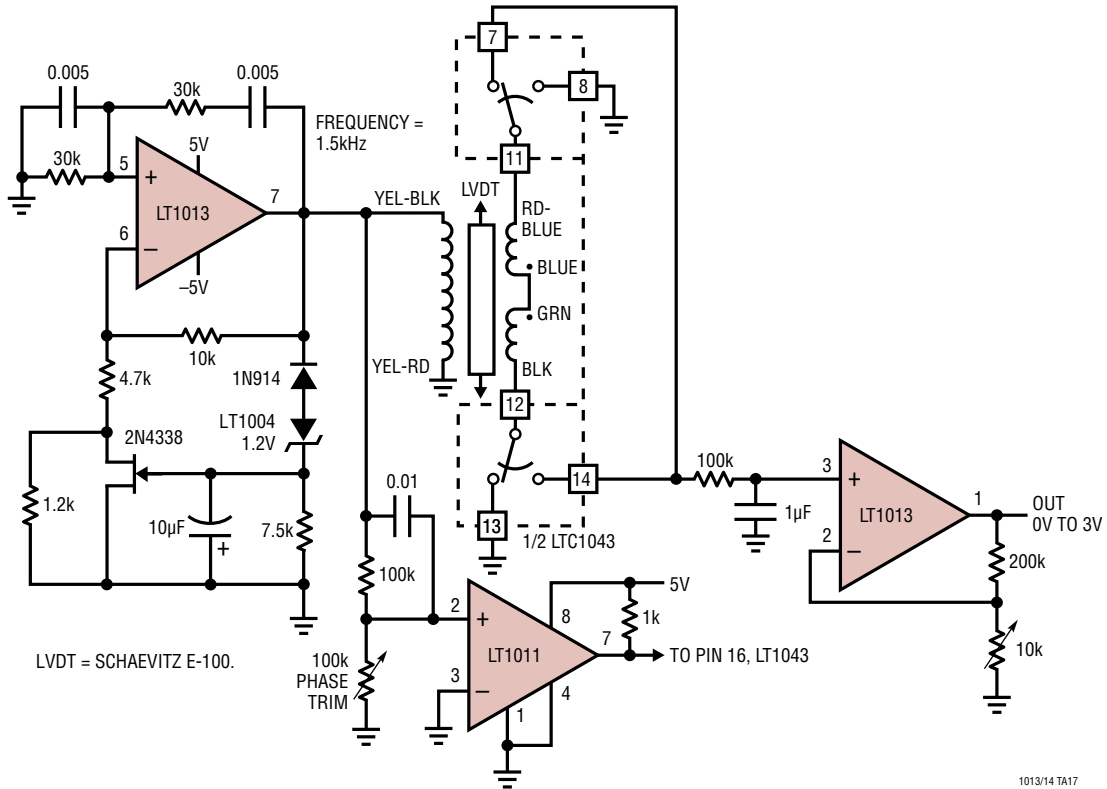 0.005
30k
0.005
FREQUENCY =
1.5kHz
30k
5
+
5V
LT1013
7
6
–
–5V
10k
4.7k
1N914
LT1004
1.2V
2N4338
1.2k
10µF
+
7.5k
LVDT = SCHAEVITZ E-100.
YEL-BLK
YEL-RD
LVDT
7
8
11
RD-
BLUE
BLUE
GRN
BLK
12
14
13
1/2 LTC1043
0.01
100k
100k
PHASE
TRIM
2
+
3
–
LT1011
8
5V
1k
7
TO PIN 16, LT1043
4
1
100k
1µF
3
+
LT1013
2
–
1
OUT
0V TO 3V
200k
10k
1013/14 TA17